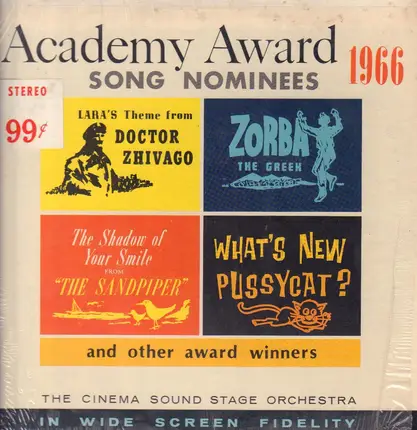 Academy Award
1966
SONG NOMINEES
STEREO
99¢
LARA'S Theme from
DOCTOR
ZHIVAGO
ZORBA
THE GREEK
The Shadow of
Your Smile
FROM
"THE SANDPIPER"
WHAT'S NEW
PUSSYCAT?
and other award winners
THE CINEMA SOUND STAGE ORCHESTRA
IN WIDE SCREEN FIDELITY